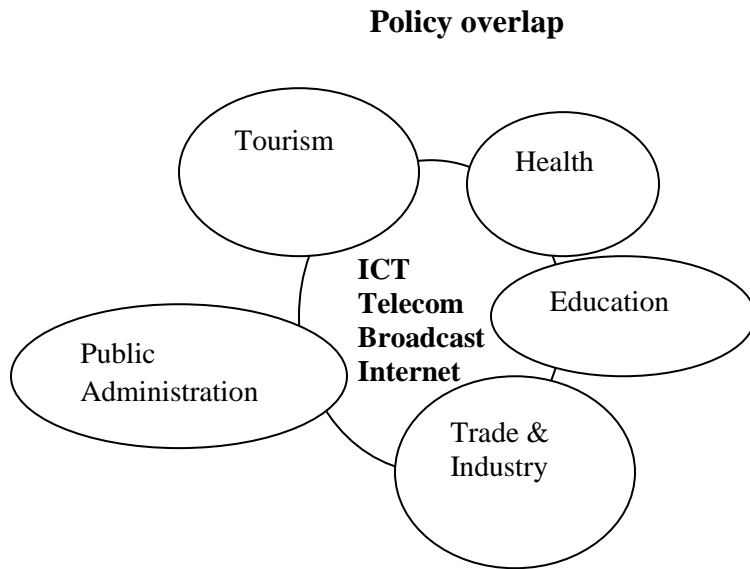 Policy overlap
Tourism
Health
ICT
Telecom
Broadcast
Internet
Education
Public
Administration
Trade &
Industry